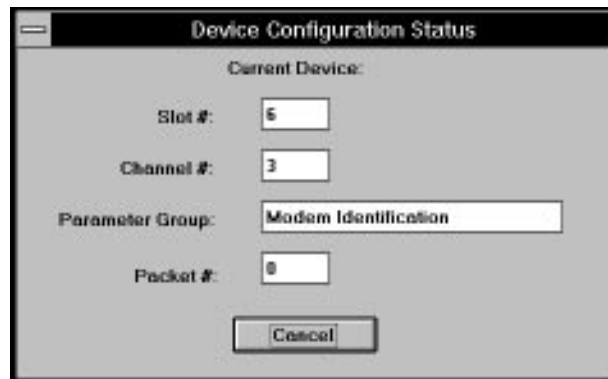 Device Configuration Status
Current Device:
Slot #: 6
Channel #: 3
Parameter Group: Modem Identification
Packet #: 0
Cancel